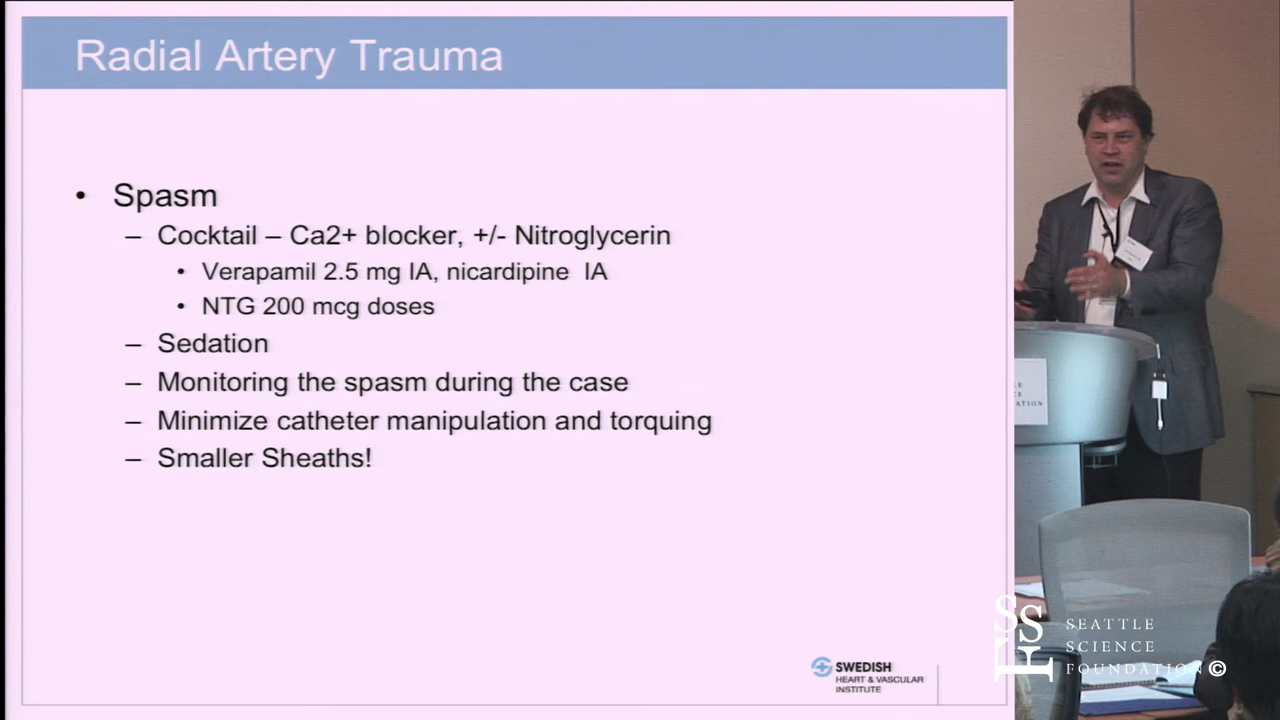 Radial Artery Trauma
• Spasm
– Cocktail – Ca2+ blocker, +/- Nitroglycerin
• Verapamil 2.5 mg IA, nicardipine IA
• NTG 200 mcg doses
– Sedation
– Monitoring the spasm during the case
– Minimize catheter manipulation and torquing
– Smaller Sheaths!
SWEDISH
HEART & VASCULAR
INSTITUTE
SSF
SEATTLE
SCIENCE
FOUNDATION©